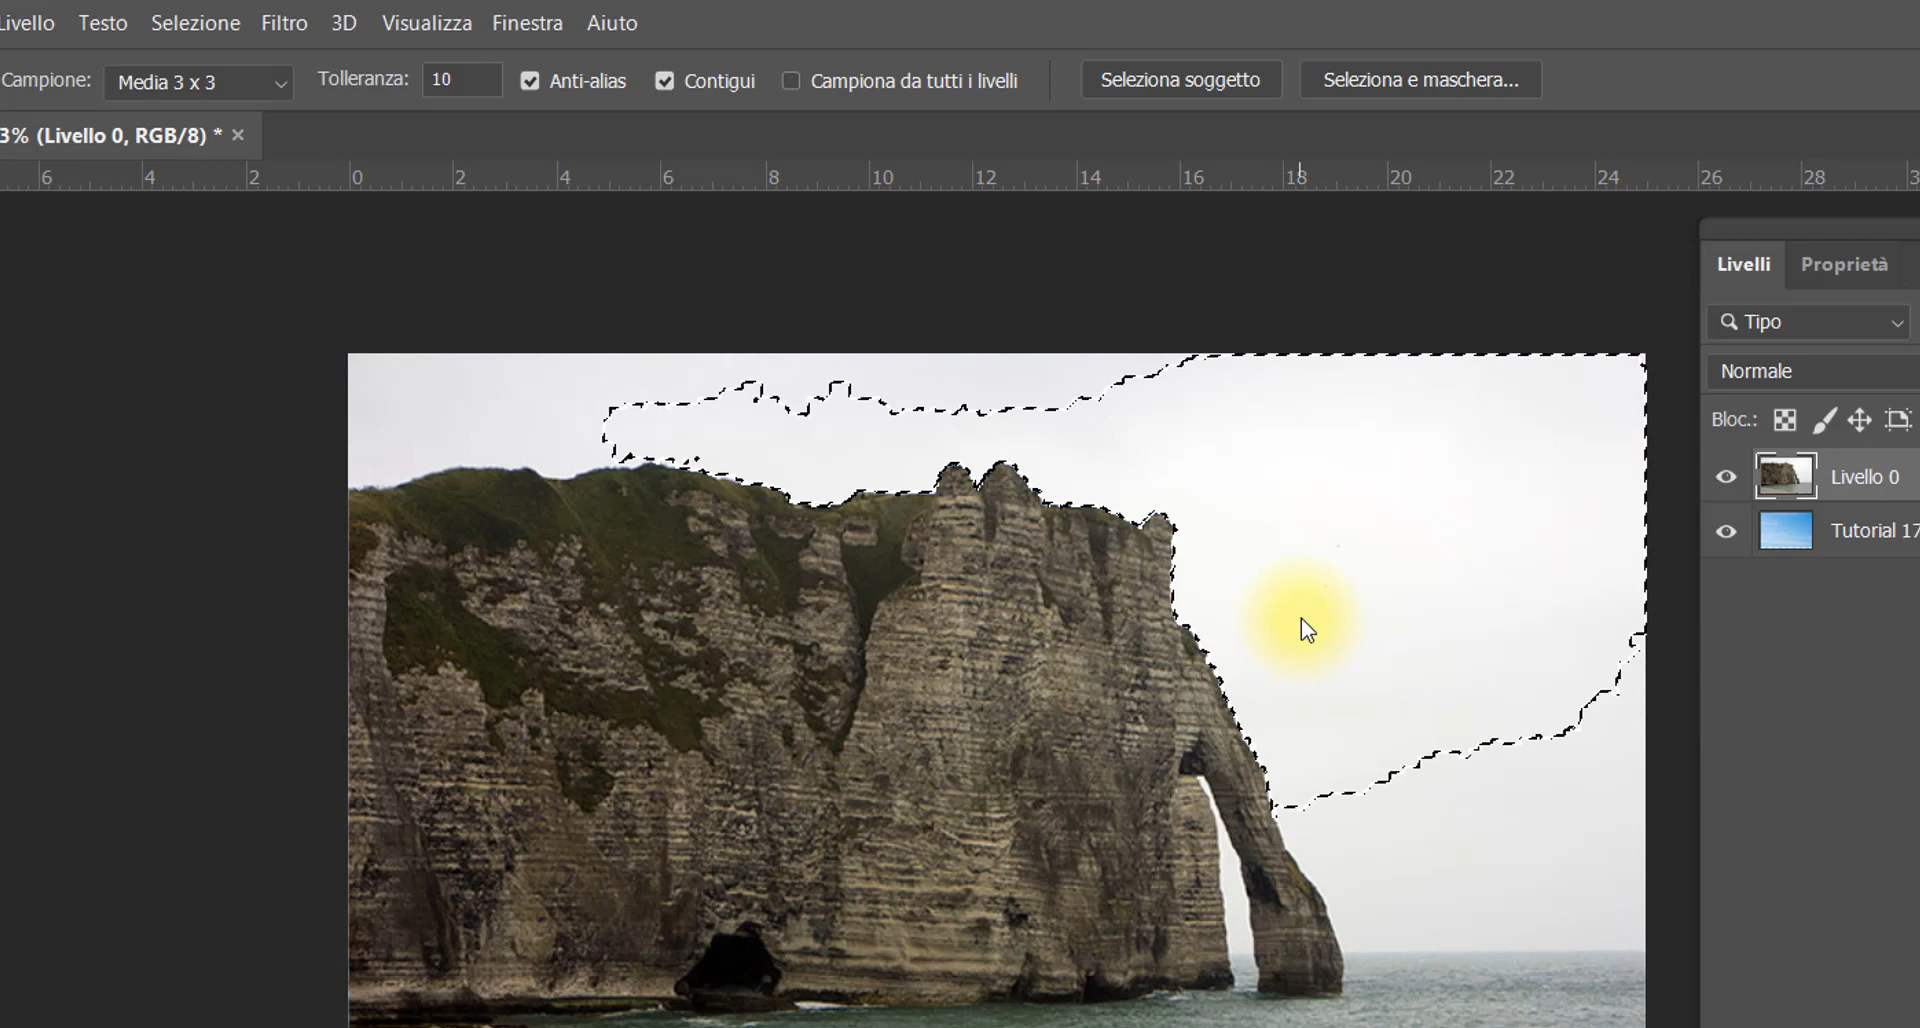 Livello Testo Selezione Filtro 3D Visualizza Finestra Aiuto
Campione: Media 3 x 3 Tolleranza: 10 Anti-alias Contigui Campiona da tutti i livelli Seleziona soggetto Seleziona e maschera...
3% (Livello 0, RGB/8) * ×
6 4 2 0 2 4 6 8 10 12 14 16 18 20 22 24 26 28 3
Livelli Proprietà
Tipo
Normale
Bloc.:
Livello 0
Tutorial 17